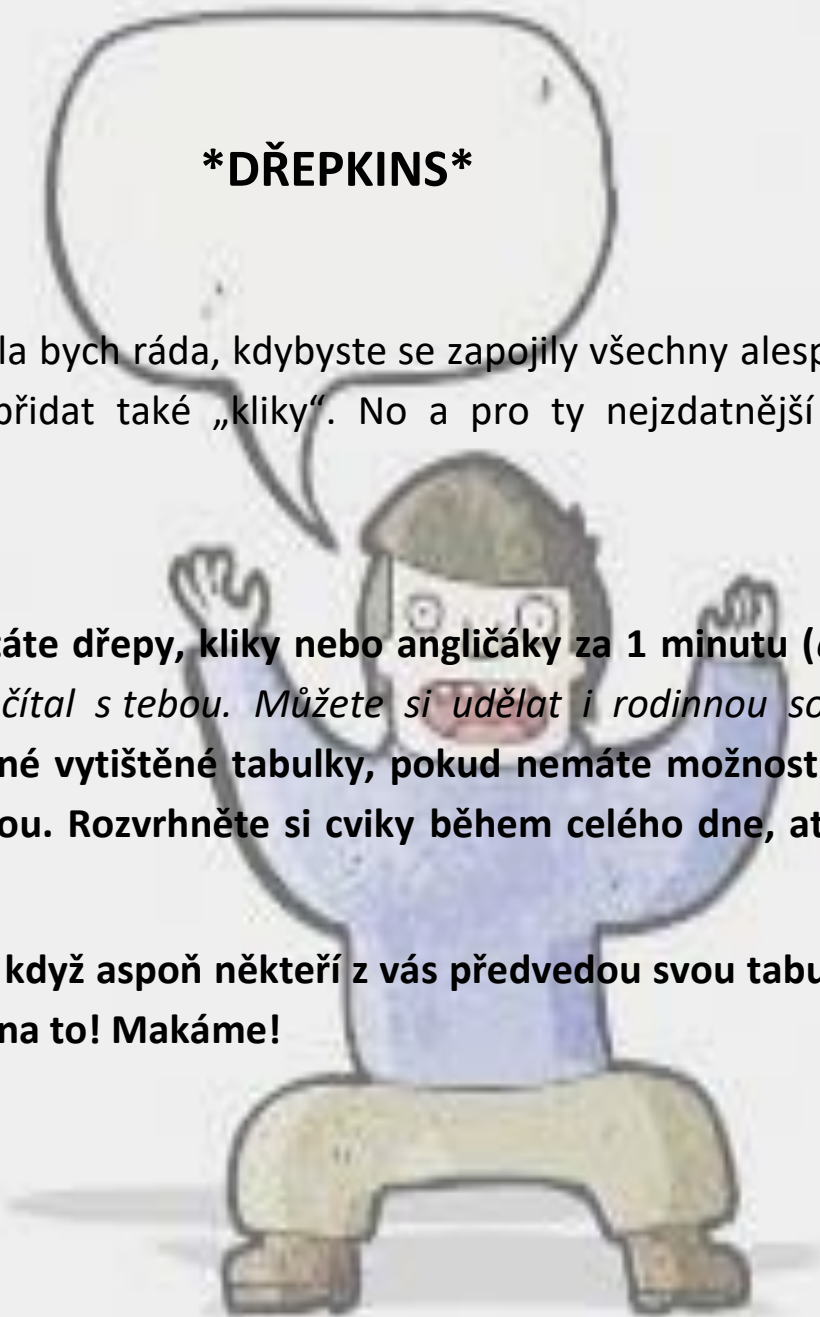 *DŘEPKINS*
la bych ráda, kdybyste se zapojily všechny alesp
přidat také „kliky“. No a pro ty nejzdatnější
táte dřepy, kliky nebo angličáky za 1 minutu (
čítal s tebou. Můžete si udělat i rodinnou so
né vytištěné tabulky, pokud nemáte možnost
ou. Rozvrhněte si cviky během celého dne, at
když aspoň někteří z vás předvedou svou tabu
na to! Makáme!